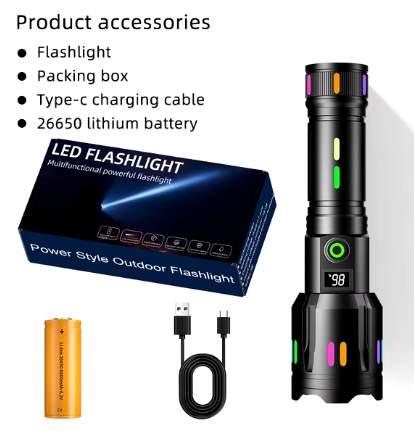 Product accessories
● Flashlight
● Packing box
● Type-c charging cable
● 26650 lithium battery
LED FLASHLIGHT
Multifunctional powerful flashlight
Power Style Outdoor Flashlight
98